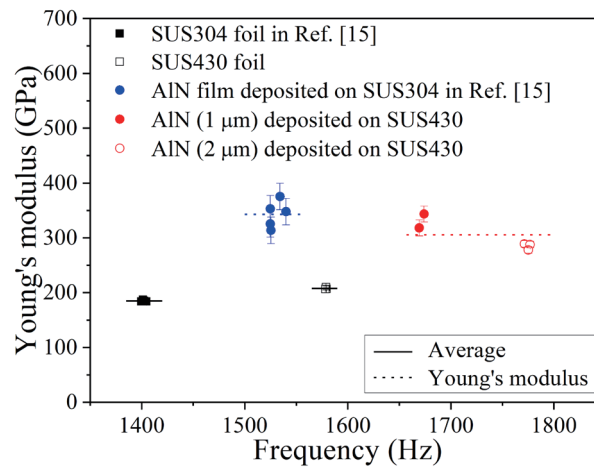 SUS304 foil in Ref. [15]
SUS430 foil
AlN film deposited on SUS304 in Ref. [15]
AlN (1 μm) deposited on SUS430
AlN (2 μm) deposited on SUS430
Young's modulus (GPa)
700
600
500
400
300
200
100
0
Average
Young's modulus
1400
1500
1600
1700
1800
Frequency (Hz)